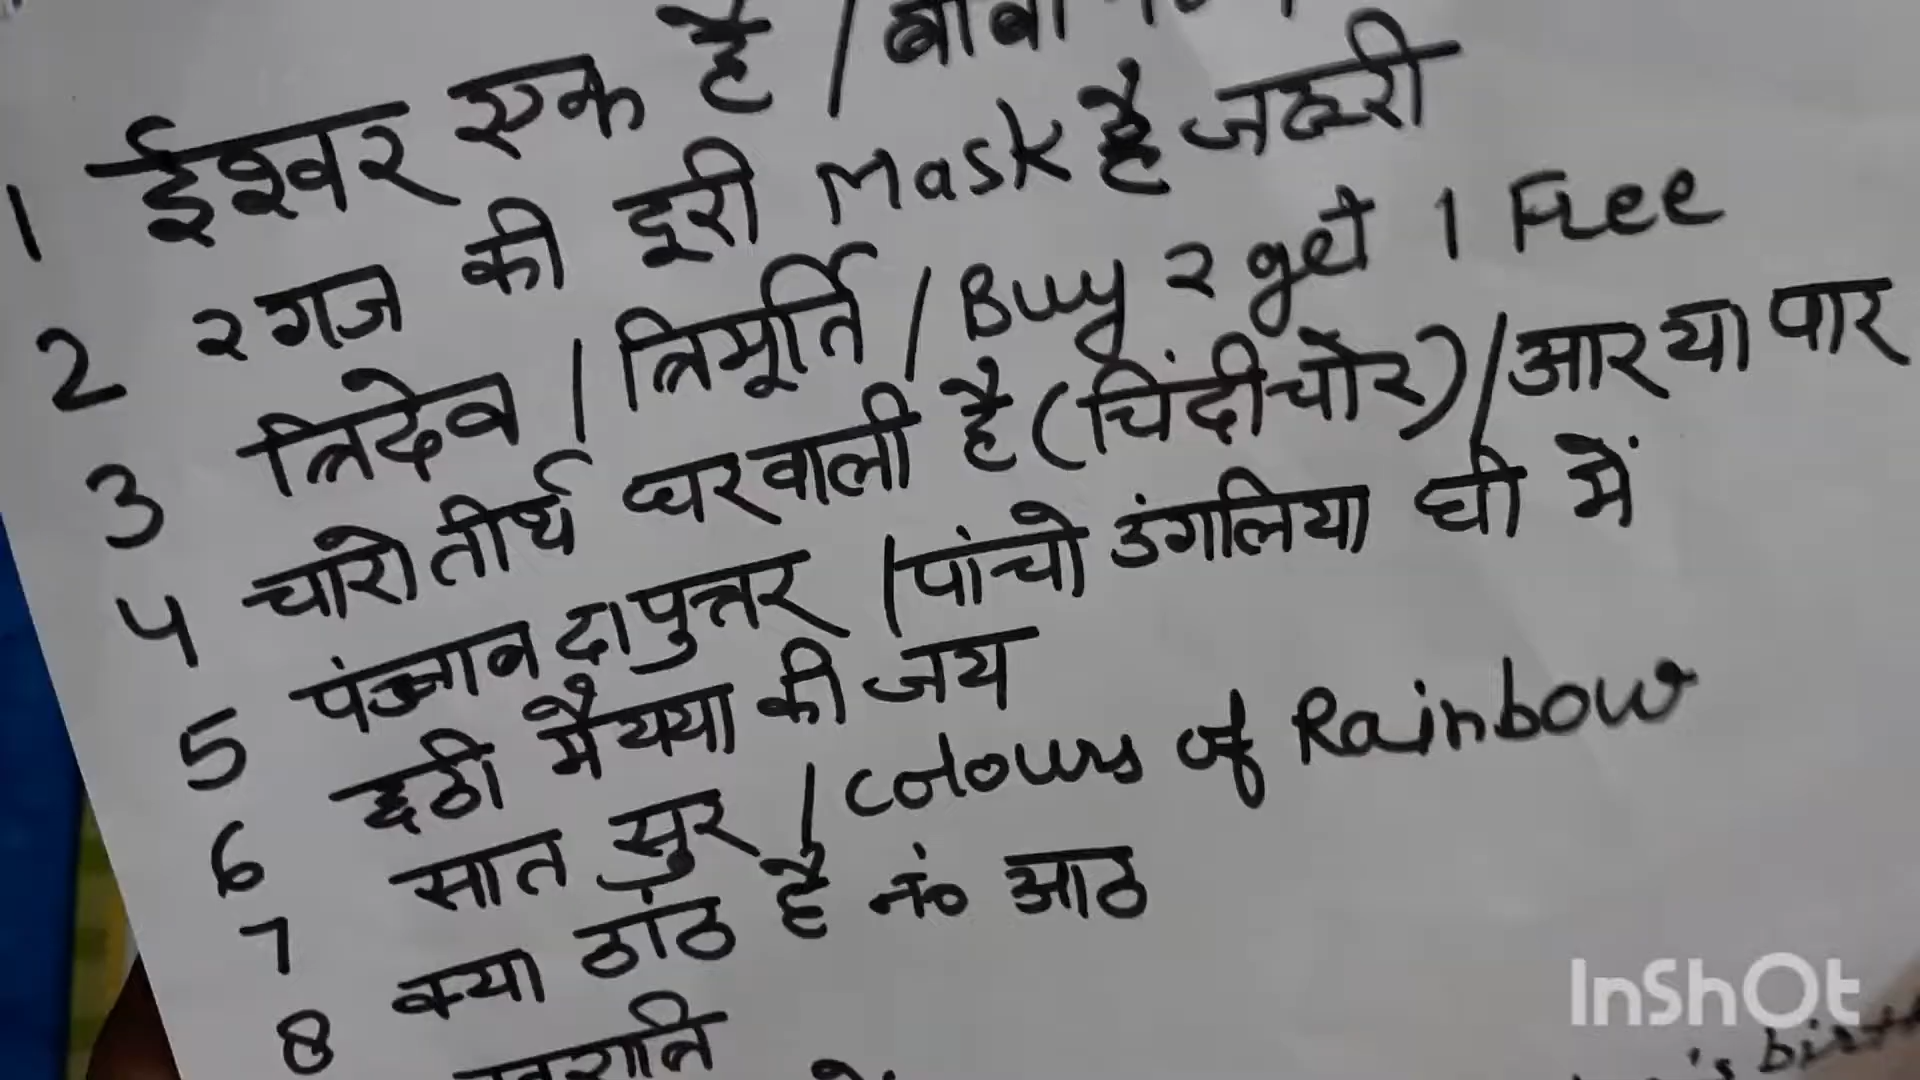 1 ईश्वर एक है / बाबा
2 २ गज की दूरी Mask है जरूरी
3 त्रिदेव / त्रिमूर्ति / Buy 2 get 1 Free
4 चारो तीर्थ घरवाली है (चिंदीचोर) / आर या पार
5 पंज्जाब दा पुत्तर / पांचो उंगलिया घी में
6 छठी मैयया की जय
7 सात सुर / colours of Rainbow
8 क्या ठांठ है नं० आठ
नवरात्रि
InShOt